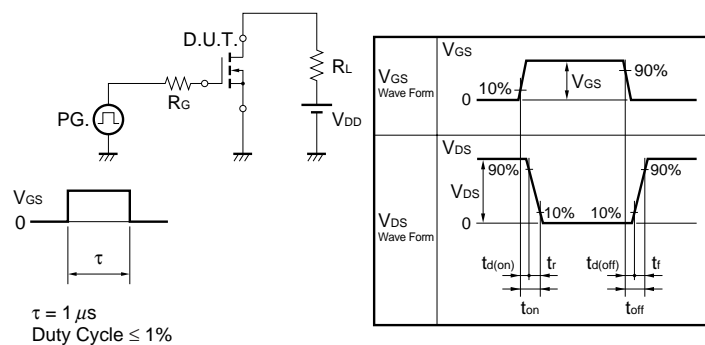 D.U.T.
RL
RG
PG.
VDD
VGS
0
τ
τ = 1 μs
Duty Cycle ≤ 1%
VGS
Wave Form
VGS
10%
VGS
90%
0
VDS
Wave Form
VDS
90%
90%
VDS
10%
10%
0
td(on)
tr
td(off)
tf
ton
toff